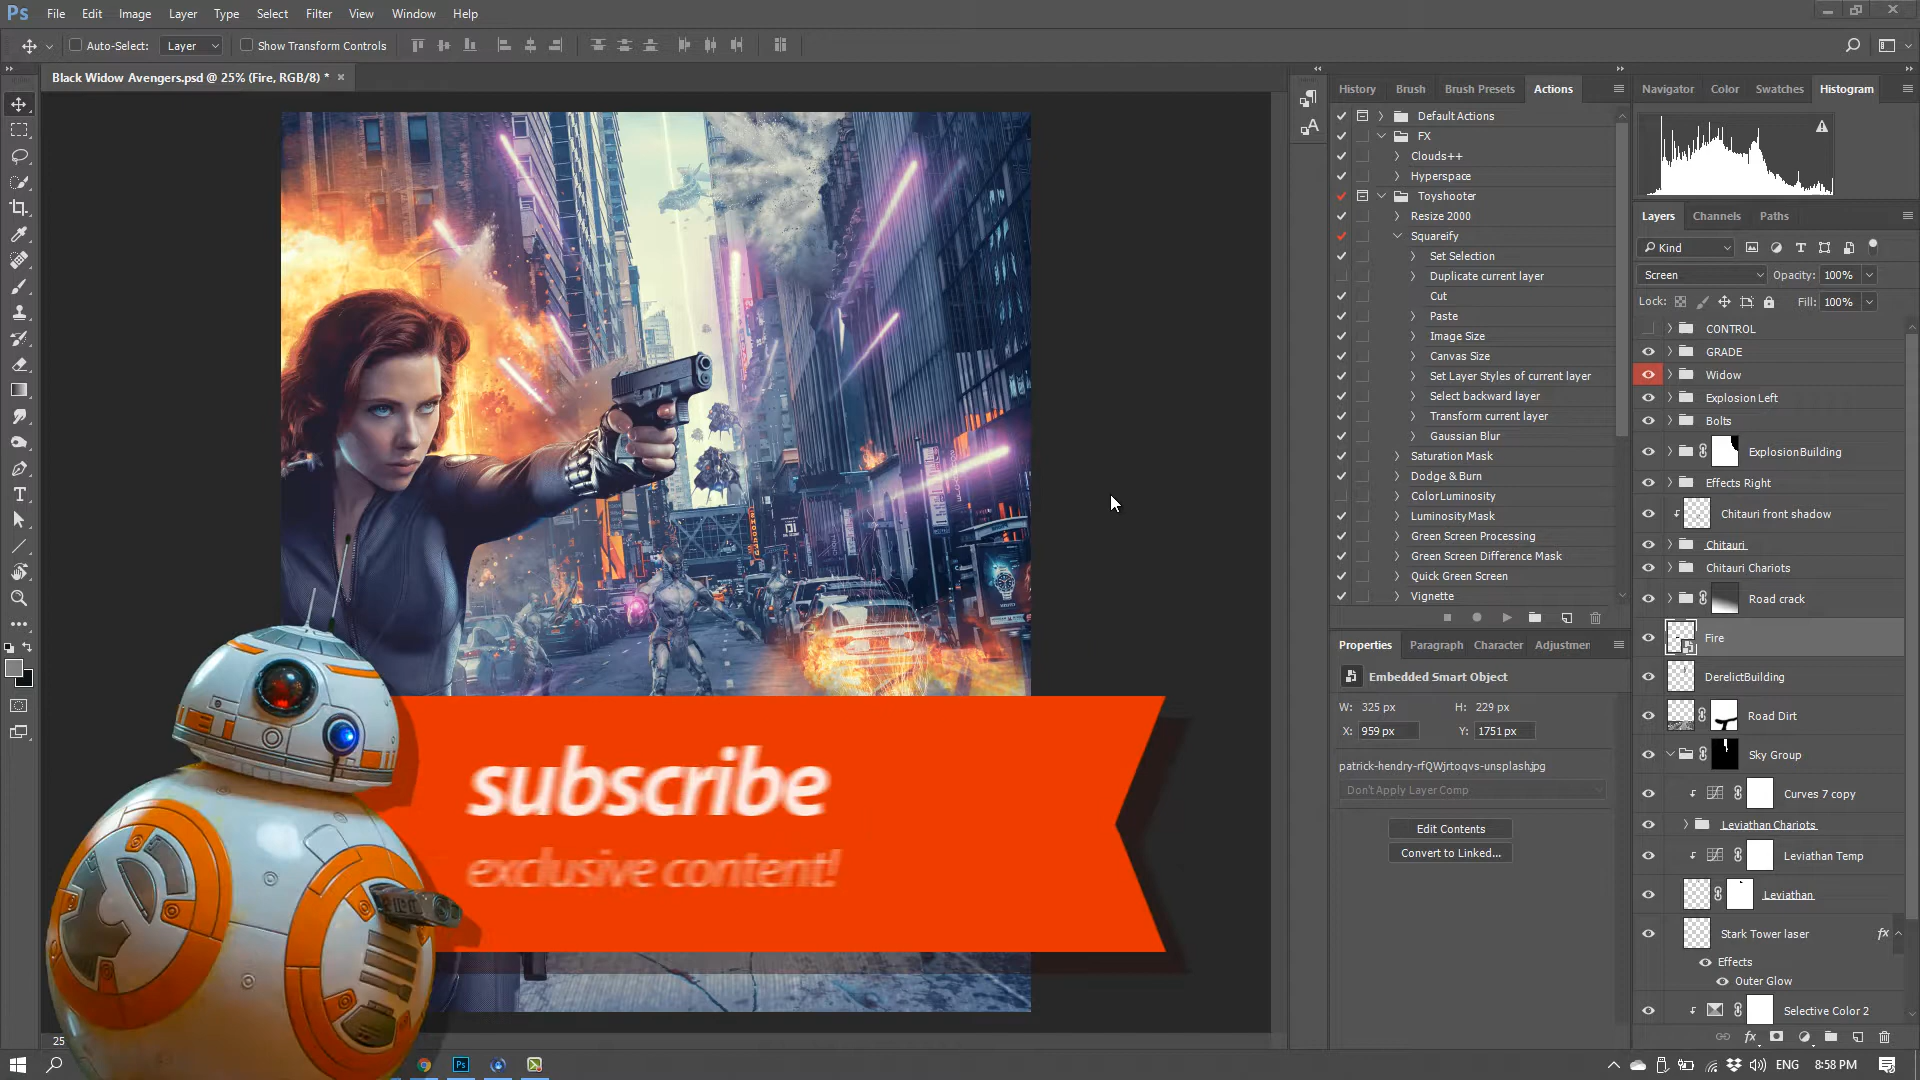 Ps File Edit Image Layer Type Select Filter View Window Help
Auto-Select: Layer Show Transform Controls
Black Widow Avengers.psd @ 25% (Fire, RGB/8) * ×
History Brush Brush Presets Actions
Default Actions
FX
Clouds++
Hyperspace
Toyshooter
Resize 2000
Squareify
Set Selection
Duplicate current layer
Cut
Paste
Image Size
Canvas Size
Set Layer Styles of current layer
Select backward layer
Transform current layer
Gaussian Blur
Saturation Mask
Dodge & Burn
ColorLuminosity
LuminosityMask
Green Screen Processing
Green Screen Difference Mask
Quick Green Screen
Vignette
Properties Paragraph Character Adjustmen
Embedded Smart Object
W: 325 px H: 229 px
X: 959 px Y: 1751 px
patrick-hendry-rfQWjrtoqvs-unsplash.jpg
Don't Apply Layer Comp
Edit Contents
Convert to Linked...
Navigator Color Swatches Histogram
Layers Channels Paths
Kind
Screen Opacity: 100%
Lock: Fill: 100%
CONTROL
GRADE
Widow
Explosion Left
Bolts
ExplosionBuilding
Effects Right
Chitauri front shadow
Chitauri
Chitauri Chariots
Road crack
Fire
DerelictBuilding
Road Dirt
Sky Group
Curves 7 copy
Leviathan Chariots
Leviathan Temp
Leviathan
Stark Tower laser fx
Effects
Outer Glow
Selective Color 2
fx
subscribe
exclusive content!
25
Ps
ENG 8:58 PM